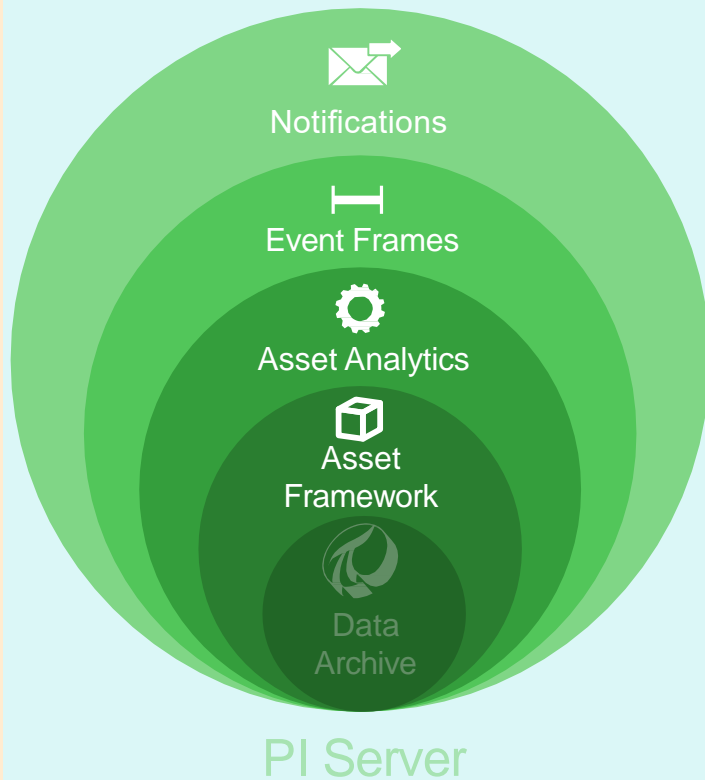 Notifications
Event Frames
Asset Analytics
Asset
Framework
Data
Archive
PI Server